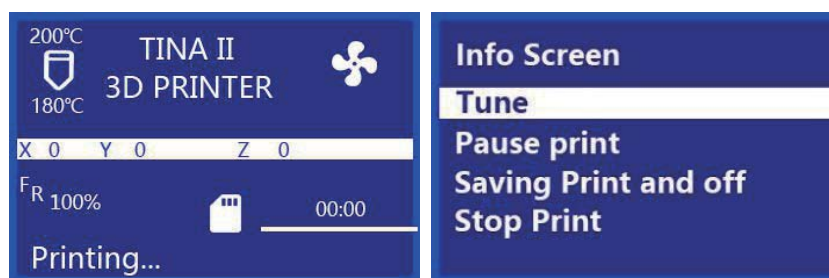 200℃
TINA II
3D PRINTER
180℃
X 0 Y 0 Z 0
FR 100%
00:00
Printing...
Info Screen
Tune
Pause print
Saving Print and off
Stop Print